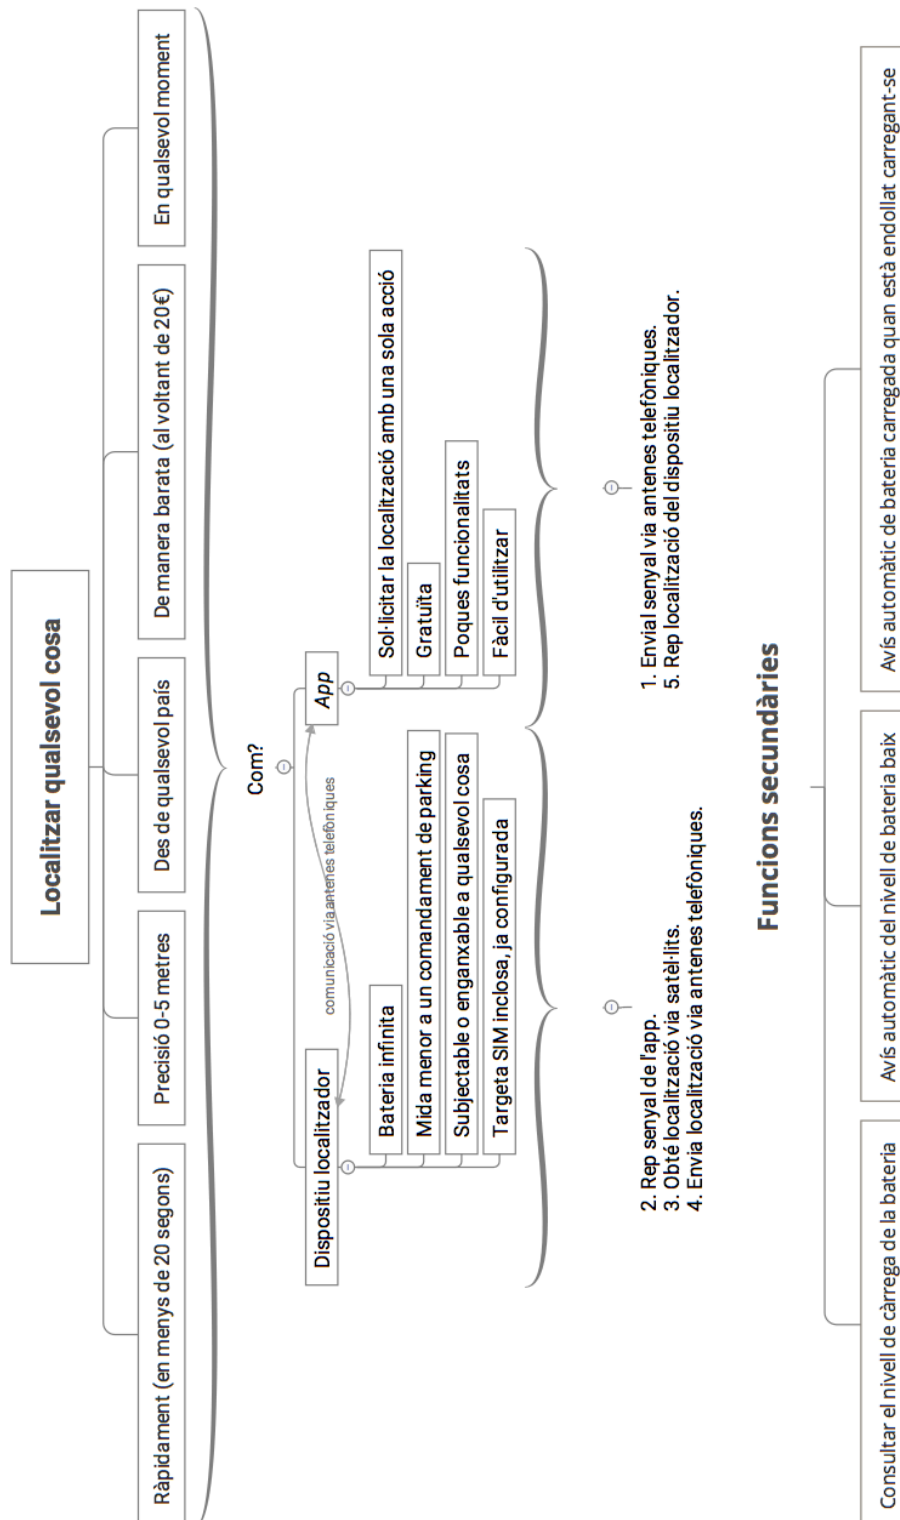 Localitzar qualsevol cosa
Ràpidament (en menys de 20 segons)
Precisió 0-5 metres
Des de qualsevol país
De manera barata (al voltant de 20€)
En qualsevol moment
Com?
Dispositiu localitzador
comunicació via antenes telefòniques
App
Bateria infinita
Mida menor a un comandament de parking
Subjectable o enganxable a qualsevol cosa
Targeta SIM inclosa, ja configurada
Sol·licitar la localització amb una sola acció
Gratuïta
Poques funcionalitats
Fàcil d'utilitzar
2. Rep senyal de l'app.
3. Obté localització via satèl·lits.
4. Envia localització via antenes telefòniques.
1. Envial senyal via antenes telefòniques.
5. Rep localització del dispositiu localitzador.
Funcions secundàries
Consultar el nivell de càrrega de la bateria
Avís automàtic del nivell de bateria baix
Avís automàtic de bateria carregada quan està endollat carregant-se